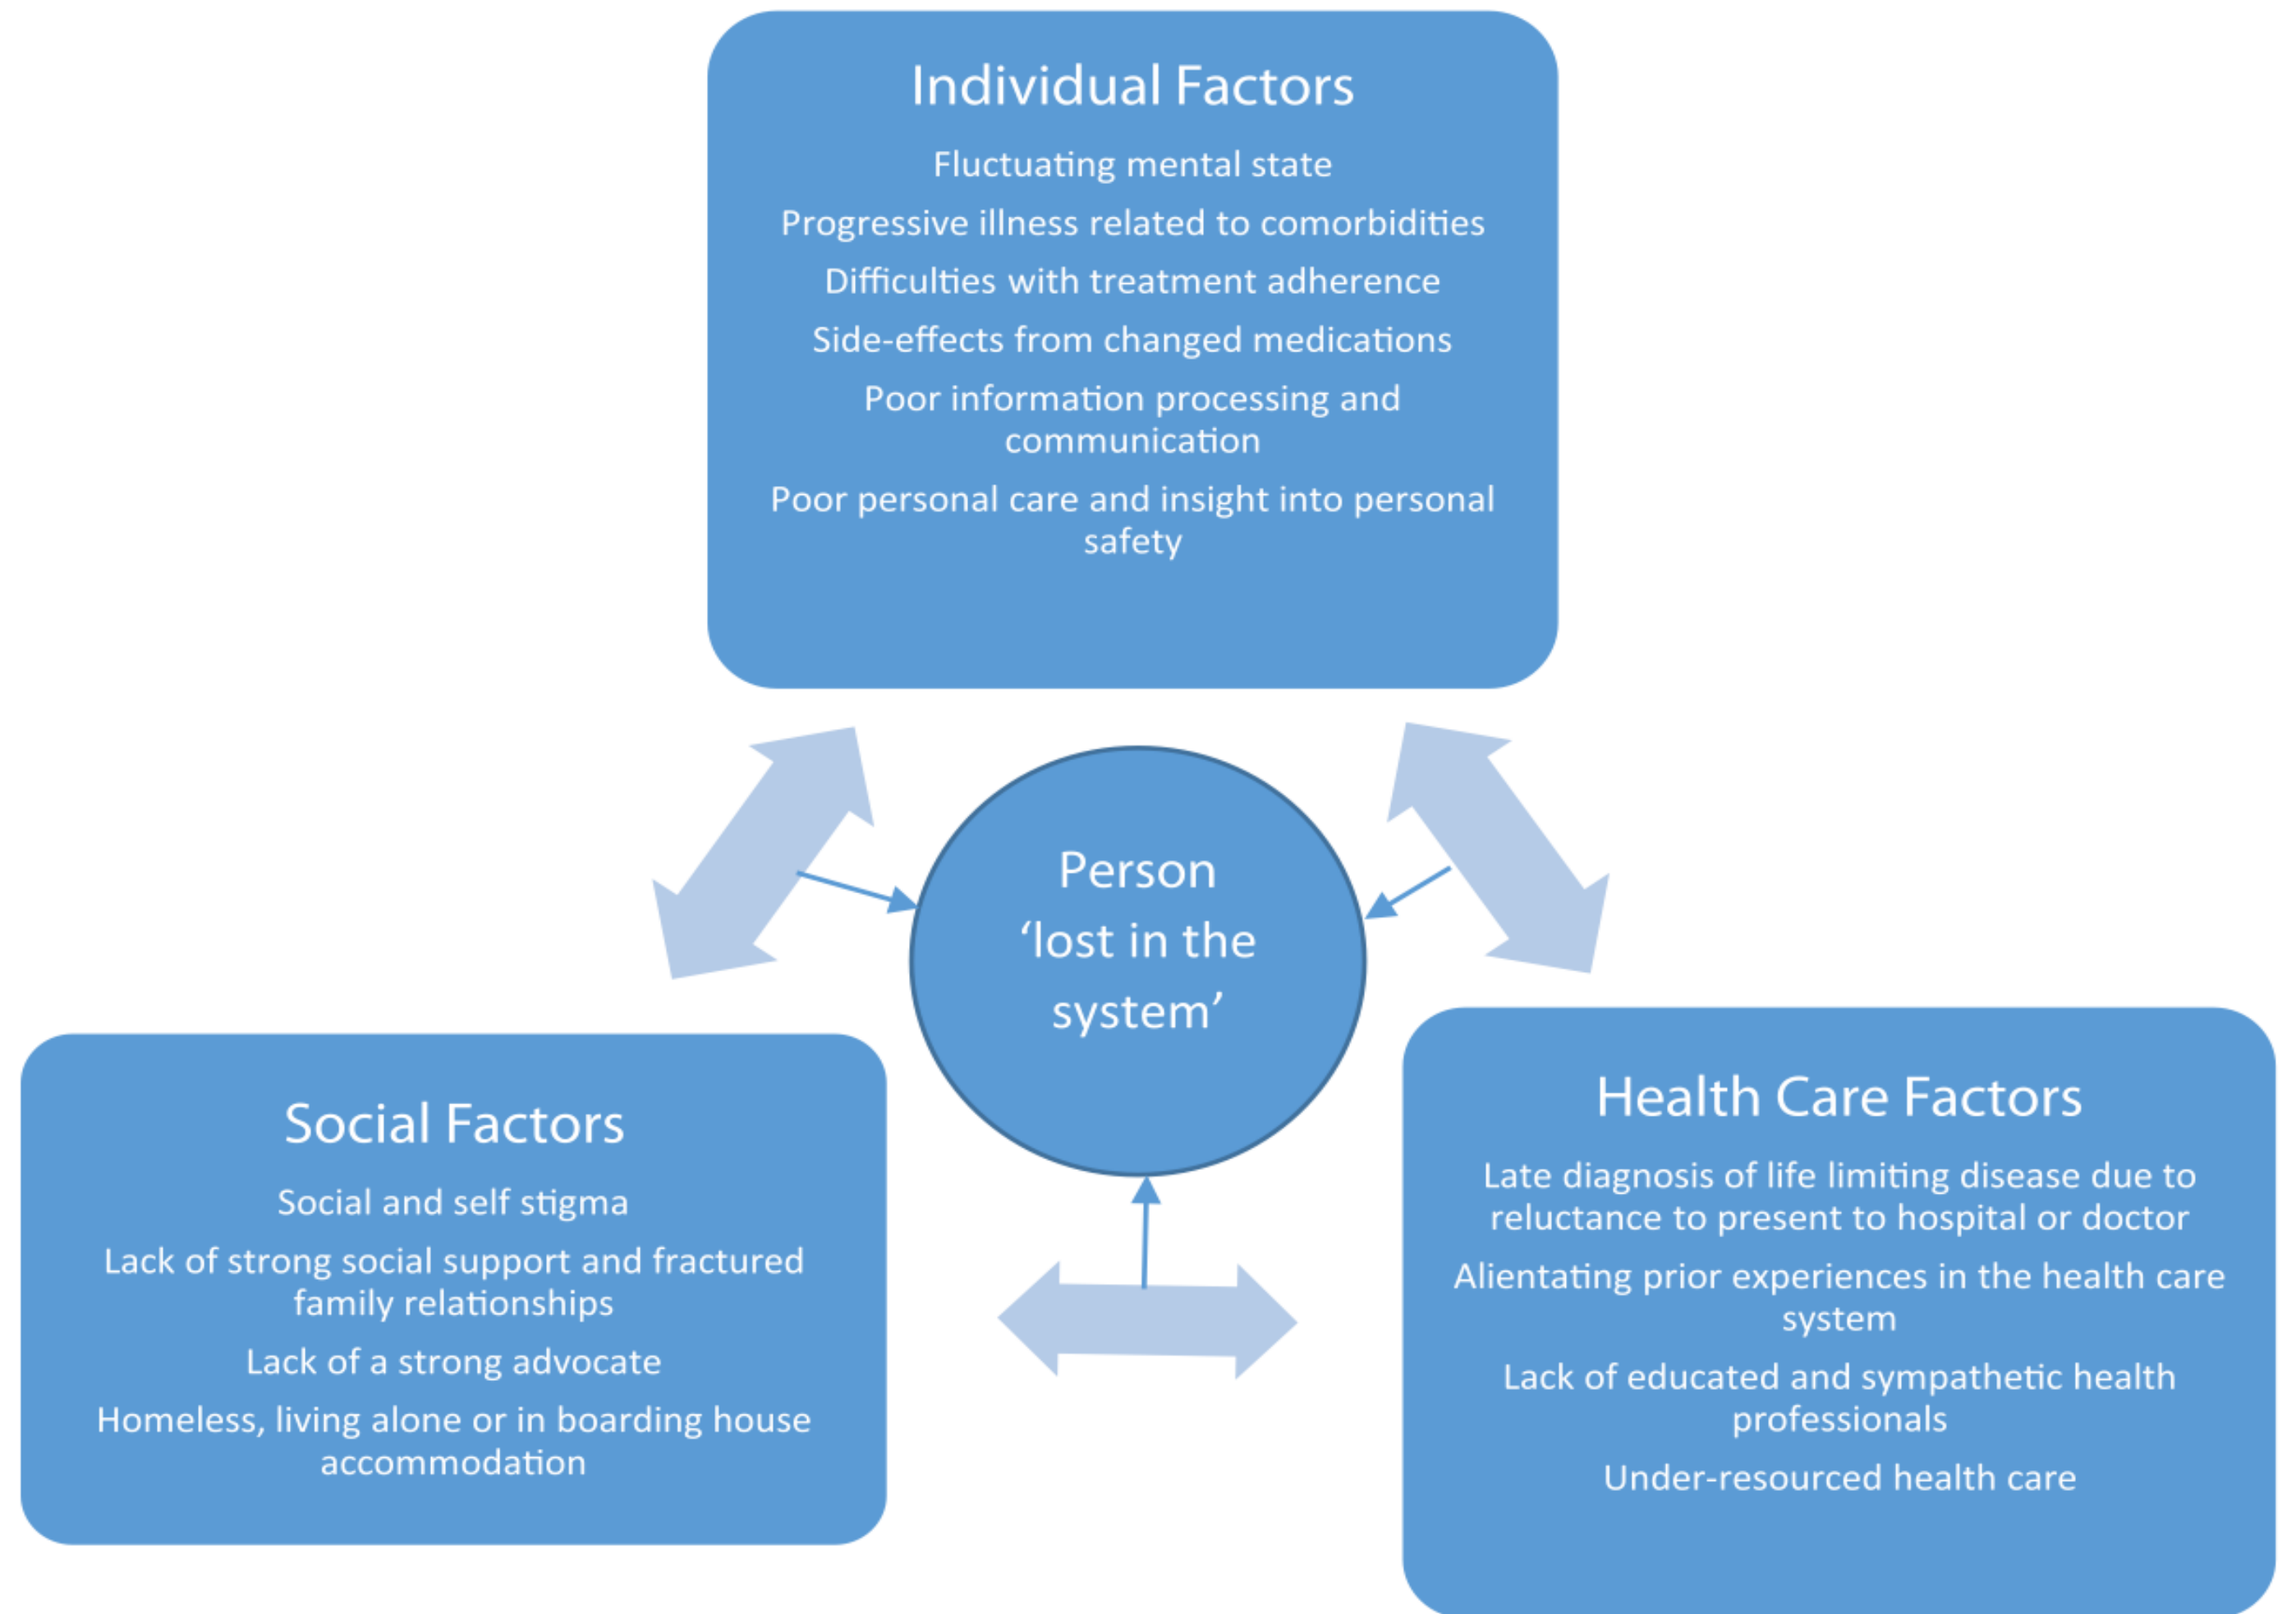 Individual Factors
Fluctuating mental state
Progressive illness related to comorbidities
Difficulties with treatment adherence
Side-effects from changed medications
Poor information processing and
communication
Poor personal care and insight into personal
safety
Person
‘lost in the
system’
Social Factors
Social and self stigma
Lack of strong social support and fractured
family relationships
Lack of a strong advocate
Homeless, living alone or in boarding house
accommodation
Health Care Factors
Late diagnosis of life limiting disease due to
reluctance to present to hospital or doctor
Alientating prior experiences in the health care
system
Lack of educated and sympathetic health
professionals
Under-resourced health care